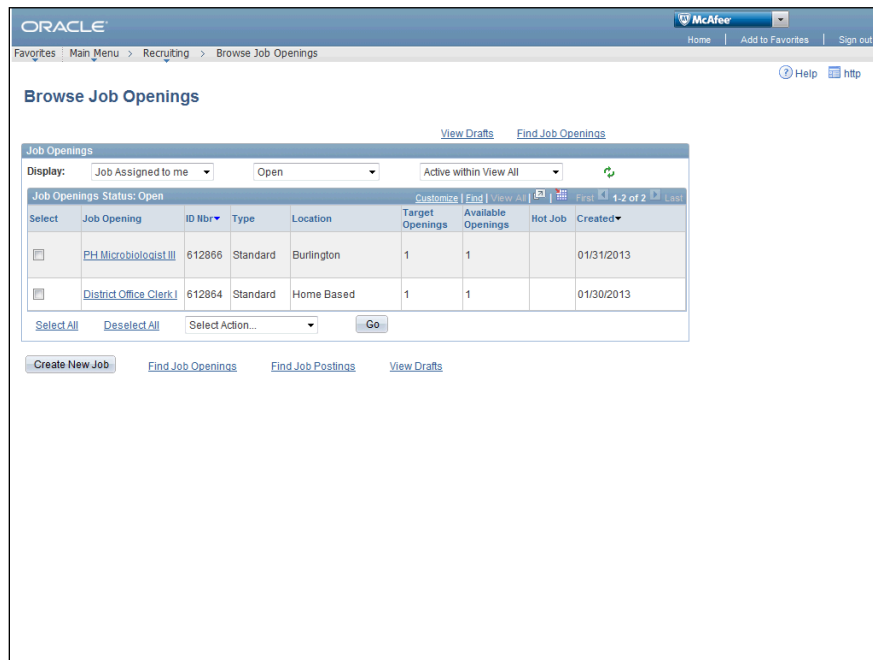 ORACLE
McAfee
Home | Add to Favorites | Sign out
Favorites Main Menu > Recruiting > Browse Job Openings
Help http
Browse Job Openings
View Drafts Find Job Openings
Job Openings
Display: Job Assigned to me Open Active within View All
Job Openings Status: Open Customize | Find | View All | | First 1-2 of 2 Last
Select Job Opening ID Nbr Type Location Target Openings Available Openings Hot Job Created
PH Microbiologist III 612866 Standard Burlington 1 1 01/31/2013
District Office Clerk I 612864 Standard Home Based 1 1 01/30/2013
Select All Deselect All Select Action... Go
Create New Job Find Job Openings Find Job Postings View Drafts